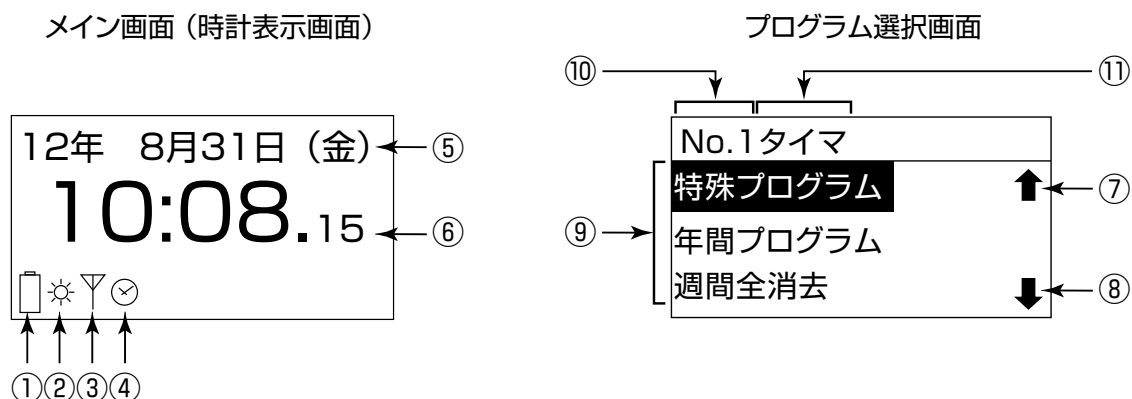 メイン画面（時計表示画面）
12年 8月31日（金）
⑤
10:08.15
⑥
①②③④
プログラム選択画面
⑩
⑪
No.1タイマ
特殊プログラム
⑦
⑨
年間プログラム
週間全消去
⑧